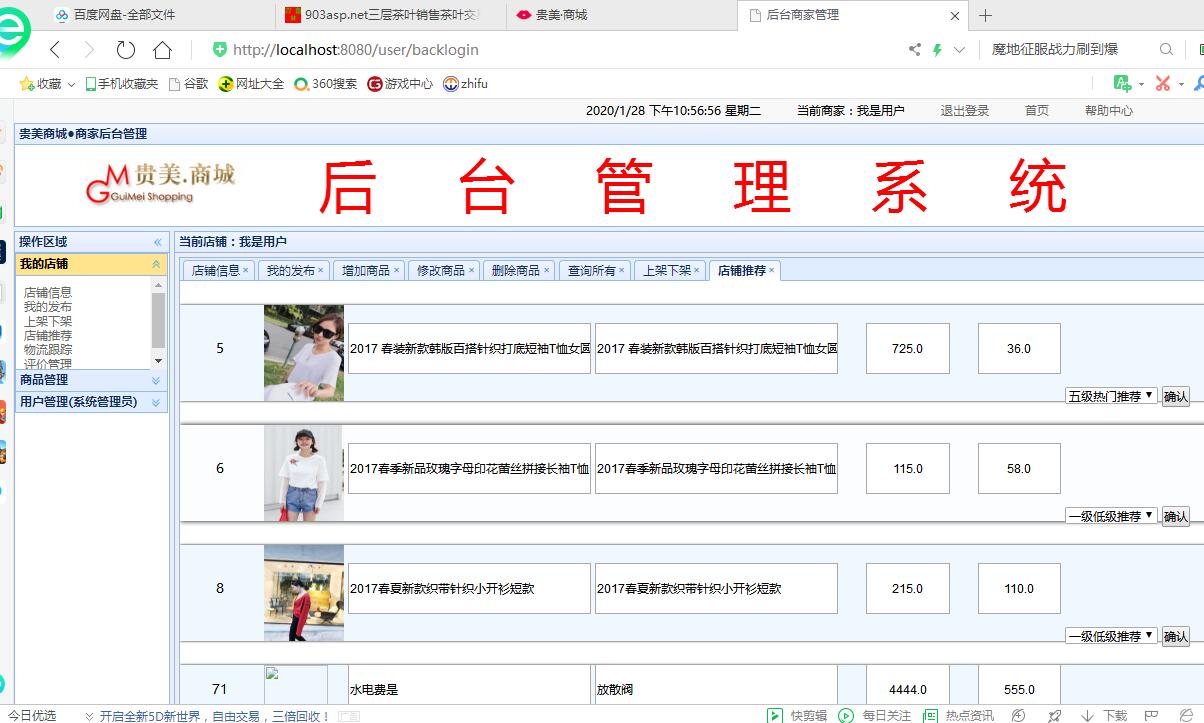 百度网盘-全部文件
903asp.net三层茶叶销售茶叶交
贵美·商城
后台商家管理
http://localhost:8080/user/backlogin
魔地征服战力刷到爆
收藏 手机收藏夹 谷歌 网址大全 360搜索 游戏中心 zhifu
2020/1/28 下午10:56:56 星期二 当前商家：我是用户 退出登录 首页 帮助中心
贵美商城●商家后台管理
GM 贵美.商城
GuiMei Shopping
后台管理系统
操作区域
当前店铺：我是用户
我的店铺
店铺信息
我的发布
上架下架
店铺推荐
物流跟踪
评价管理
商品管理
用户管理(系统管理员)
店铺信息 我的发布 增加商品 修改商品 删除商品 查询所有 上架下架 店铺推荐
5 2017 春装新款韩版百搭针织打底短袖T恤女圆 2017 春装新款韩版百搭针织打底短袖T恤女圆 725.0 36.0
五级热门推荐 确认
6 2017春季新品玫瑰字母印花蕾丝拼接长袖T恤 2017春季新品玫瑰字母印花蕾丝拼接长袖T恤 115.0 58.0
一级低级推荐 确认
8 2017春夏新款织带针织小开衫短款 2017春夏新款织带针织小开衫短款 215.0 110.0
一级低级推荐 确认
71 水电费是 放散阀 4444.0 555.0
今日优选 开启全新5D新世界，自由交易，三倍回收！ 广告 快剪辑 每日关注 热点资讯 下载